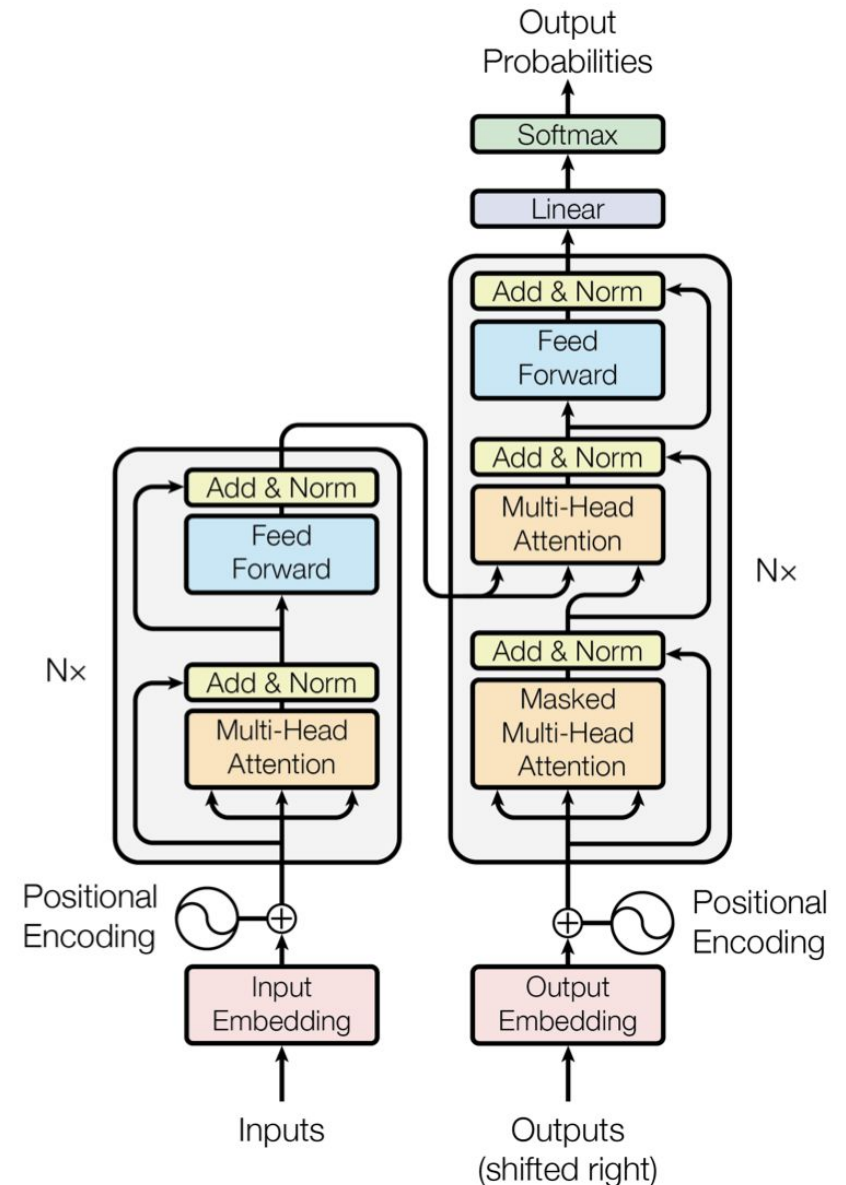 Output
Probabilities
Softmax
Linear
Add & Norm
Feed
Forward
Add & Norm
Multi-Head
Attention
Add & Norm
Masked
Multi-Head
Attention
N×
Add & Norm
Feed
Forward
Add & Norm
Multi-Head
Attention
N×
Positional
Encoding
Positional
Encoding
Input
Embedding
Output
Embedding
Inputs
Outputs
(shifted right)